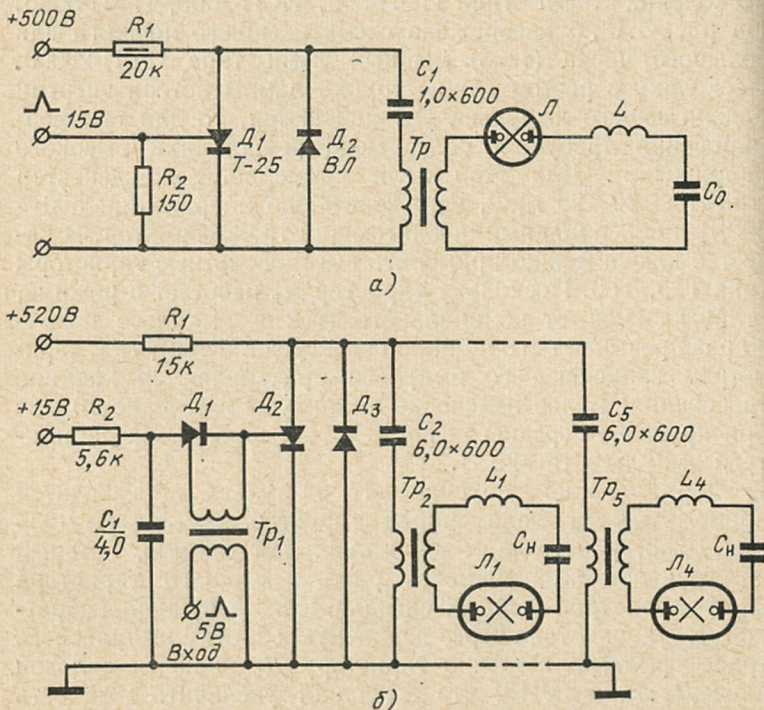 +500В
R1
20к
15В
R2
150
Д1
Т-25
Д2
ВЛ
C1
1,0×600
Тр
Л
L
C0
а)
+520В
R1
15к
+15В
R2
5,6к
Д1
Д2
Д3
C1
4,0
Тр1
5В
Вход
C2
6,0×600
Тр2
L1
Cн
Л1
C5
6,0×600
Тр5
L4
Cн
Л4
б)